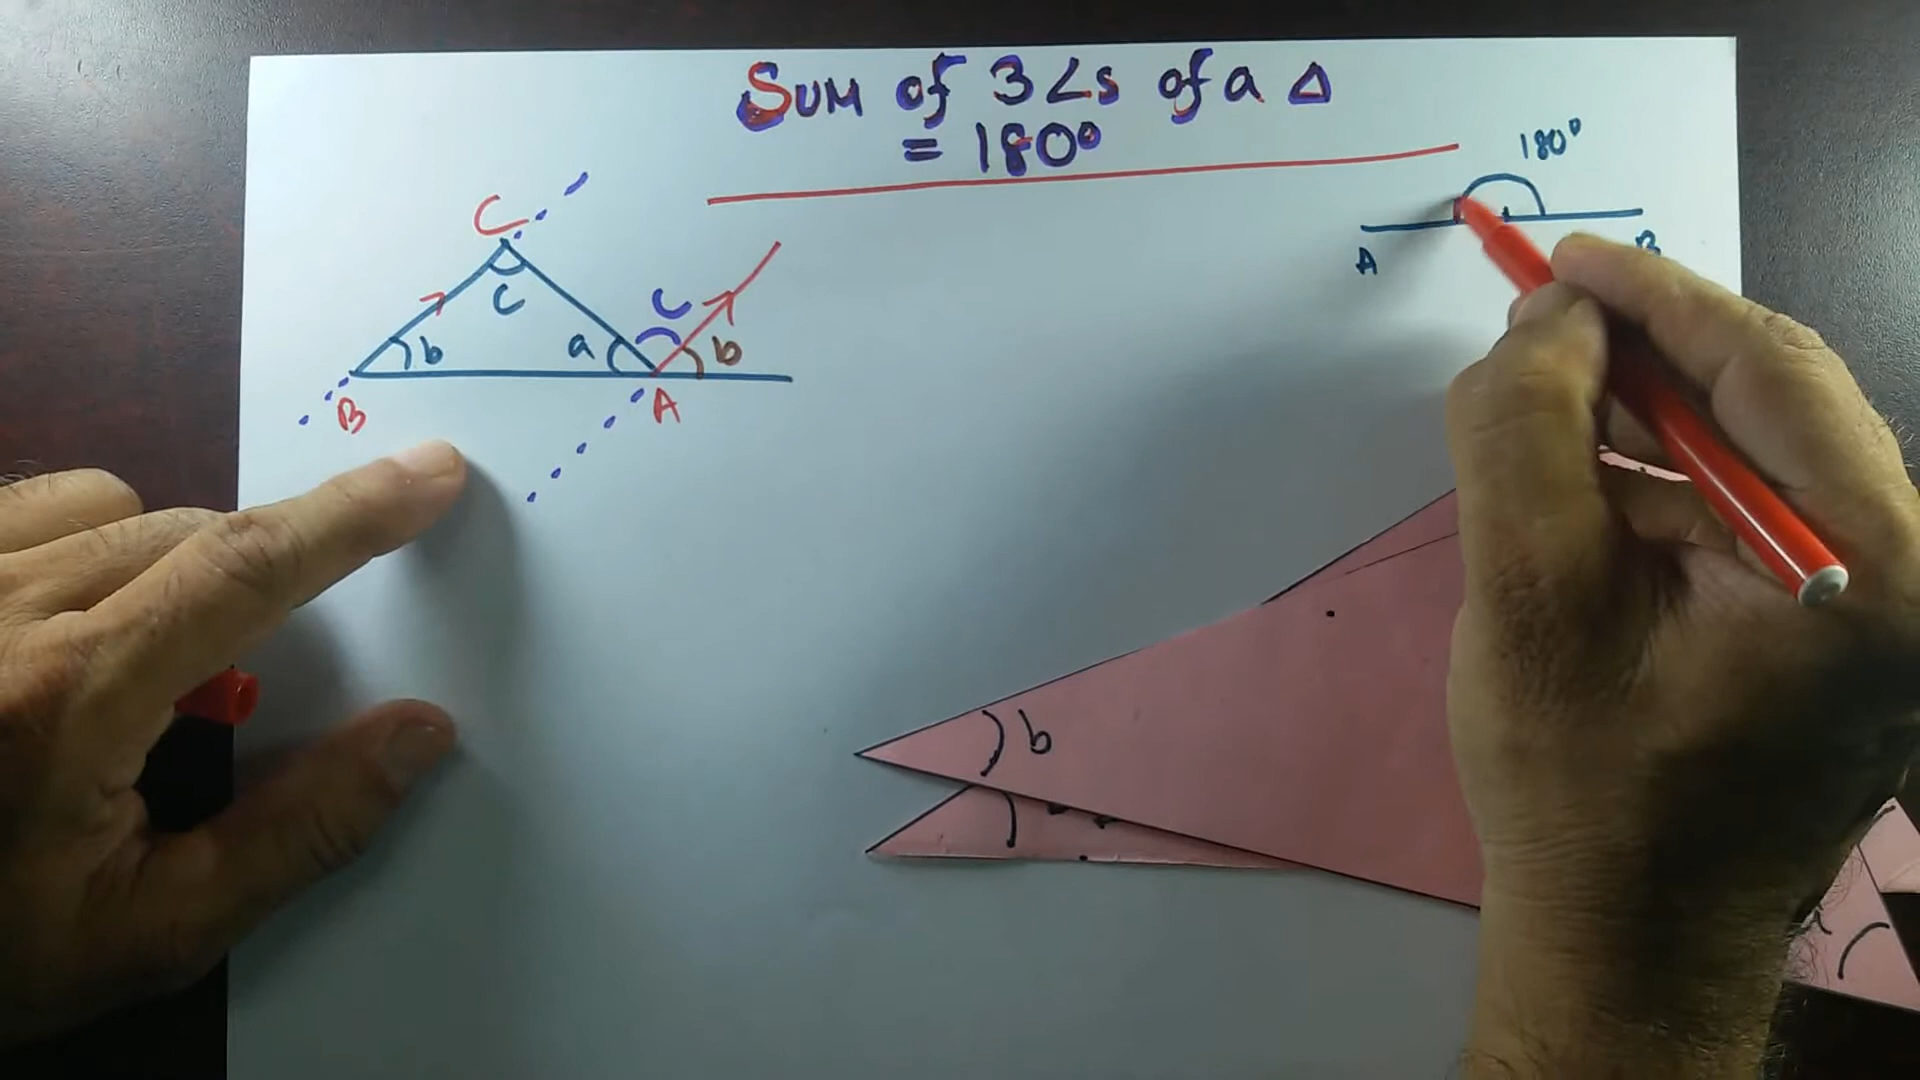 Sum of 3 ∠s of a Δ
= 180°
180°
A B
C
c
b a
c
b
B A
b